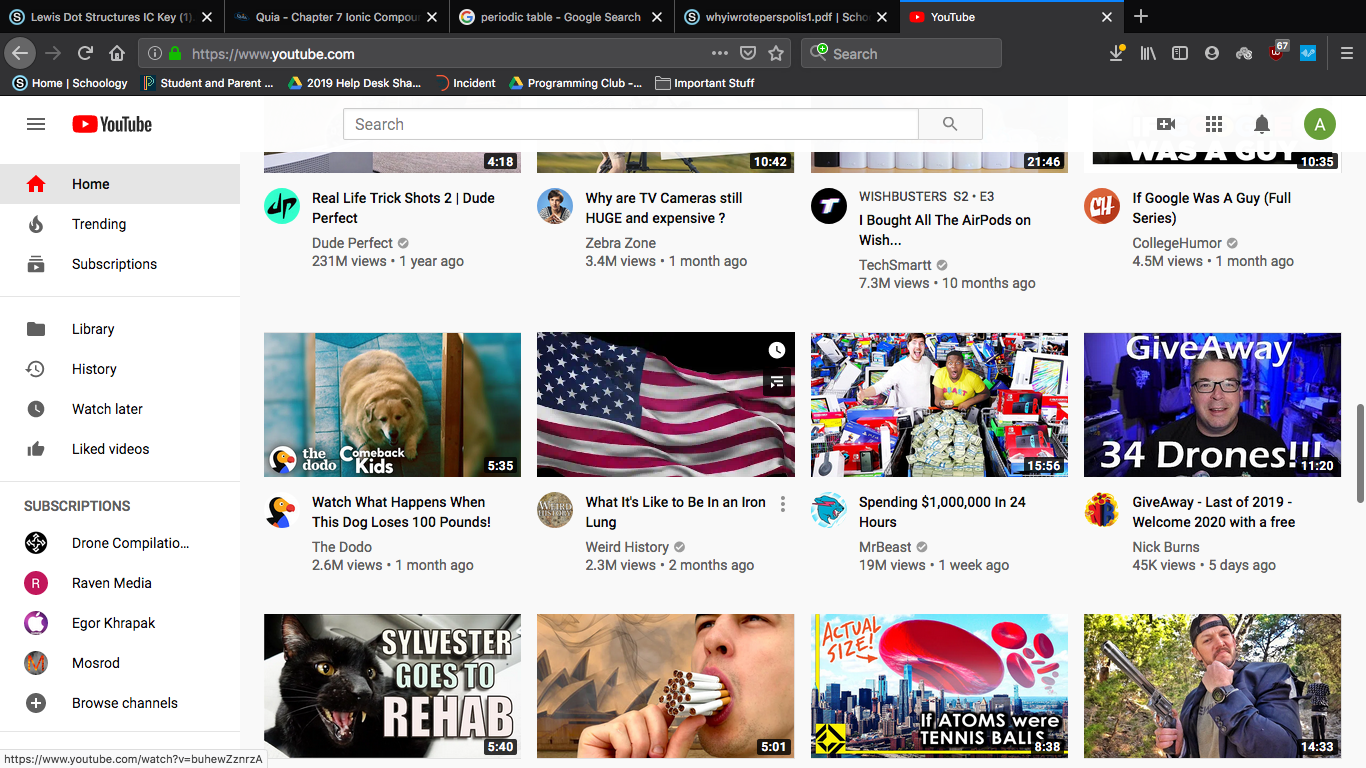 Lewis Dot Structures IC Key (1).
Quia - Chapter 7 Ionic Compour
periodic table - Google Search
whyiwroteperspolis1.pdf | Schoo
YouTube
https://www.youtube.com
Search
67
Home | Schoology
Student and Parent ...
2019 Help Desk Sha...
Incident
Programming Club -...
Important Stuff
YouTube
Search
A
WAS A GUY
4:18
10:42
21:46
10:35
Home
Trending
Subscriptions
Library
History
Watch later
Liked videos
SUBSCRIPTIONS
Drone Compilatio...
R
Raven Media
Egor Khrapak
Mosrod
Browse channels
dp
Real Life Trick Shots 2 | Dude
Perfect
Dude Perfect
231M views • 1 year ago
Why are TV Cameras still
HUGE and expensive ?
Zebra Zone
3.4M views • 1 month ago
T
WISHBUSTERS S2 • E3
I Bought All The AirPods on
Wish...
TechSmartt
7.3M views • 10 months ago
CH
If Google Was A Guy (Full
Series)
CollegeHumor
4.5M views • 1 month ago
the
dodo
Comeback
Kids
5:35
15:56
GiveAway
34 Drones!!!
11:20
Watch What Happens When
This Dog Loses 100 Pounds!
The Dodo
2.6M views • 1 month ago
WEIRD
HISTORY
What It's Like to Be In an Iron
Lung
Weird History
2.3M views • 2 months ago
Spending $1,000,000 In 24
Hours
MrBeast
19M views • 1 week ago
GiveAway - Last of 2019 -
Welcome 2020 with a free
Nick Burns
45K views • 5 days ago
SYLVESTER
GOES TO
REHAB
5:40
5:01
ACTUAL
SIZE!
If ATOMS were
TENNIS BALLS
8:38
14:33
https://www.youtube.com/watch?v=buhewZznrzA